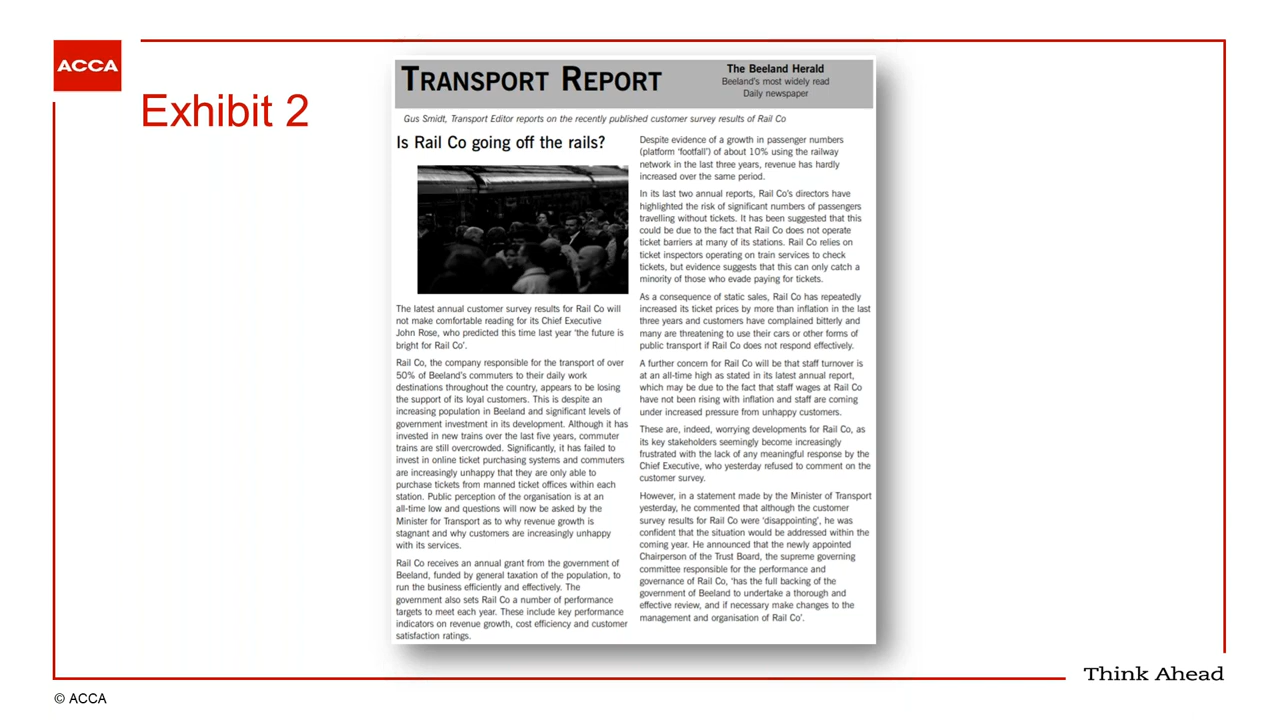 ACCA
Exhibit 2
TRANSPORT REPORT
The Beeland Herald
Beeland's most widely read
Daily newspaper
Gus Smidt, Transport Editor reports on the recently published customer survey results of Rail Co
Is Rail Co going off the rails?
The latest annual customer survey results for Rail Co will
not make comfortable reading for its Chief Executive
John Rose, who predicted this time last year 'the future is
bright for Rail Co'.
Rail Co, the company responsible for the transport of over
50% of Beeland's commuters to their daily work
destinations throughout the country, appears to be losing
the support of its loyal customers. This is despite an
increasing population in Beeland and significant levels of
government investment in its development. Although it has
invested in new trains over the last five years, commuter
trains are still overcrowded. Significantly, it has failed to
invest in online ticket purchasing systems and commuters
are increasingly unhappy that they are only able to
purchase tickets from manned ticket offices within each
station. Public perception of the organisation is at an
all-time low and questions will now be asked by the
Minister for Transport as to why revenue growth is
stagnant and why customers are increasingly unhappy
with its services.
Rail Co receives an annual grant from the government of
Beeland, funded by general taxation of the population, to
run the business efficiently and effectively. The
government also sets Rail Co a number of performance
targets to meet each year. These include key performance
indicators on revenue growth, cost efficiency and customer
satisfaction ratings.
Despite evidence of a growth in passenger numbers
(platform 'footfall') of about 10% using the railway
network in the last three years, revenue has hardly
increased over the same period.
In its last two annual reports, Rail Co's directors have
highlighted the risk of significant numbers of passengers
travelling without tickets. It has been suggested that this
could be due to the fact that Rail Co does not operate
ticket barriers at many of its stations. Rail Co relies on
ticket inspectors operating on train services to check
tickets, but evidence suggests that this can only catch a
minority of those who evade paying for tickets.
As a consequence of static sales, Rail Co has repeatedly
increased its ticket prices by more than inflation in the last
three years and customers have complained bitterly and
many are threatening to use their cars or other forms of
public transport if Rail Co does not respond effectively.
A further concern for Rail Co will be that staff turnover is
at an all-time high as stated in its latest annual report,
which may be due to the fact that staff wages at Rail Co
have not been rising with inflation and staff are coming
under increased pressure from unhappy customers.
These are, indeed, worrying developments for Rail Co, as
its key stakeholders seemingly become increasingly
frustrated with the lack of any meaningful response by the
Chief Executive, who yesterday refused to comment on the
customer survey.
However, in a statement made by the Minister of Transport
yesterday, he commented that although the customer
survey results for Rail Co were 'disappointing', he was
confident that the situation would be addressed within the
coming year. He announced that the newly appointed
Chairperson of the Trust Board, the supreme governing
committee responsible for the performance and
governance of Rail Co, 'has the full backing of the
government of Beeland to undertake a thorough and
effective review, and if necessary make changes to the
management and organisation of Rail Co'.
Think Ahead
© ACCA